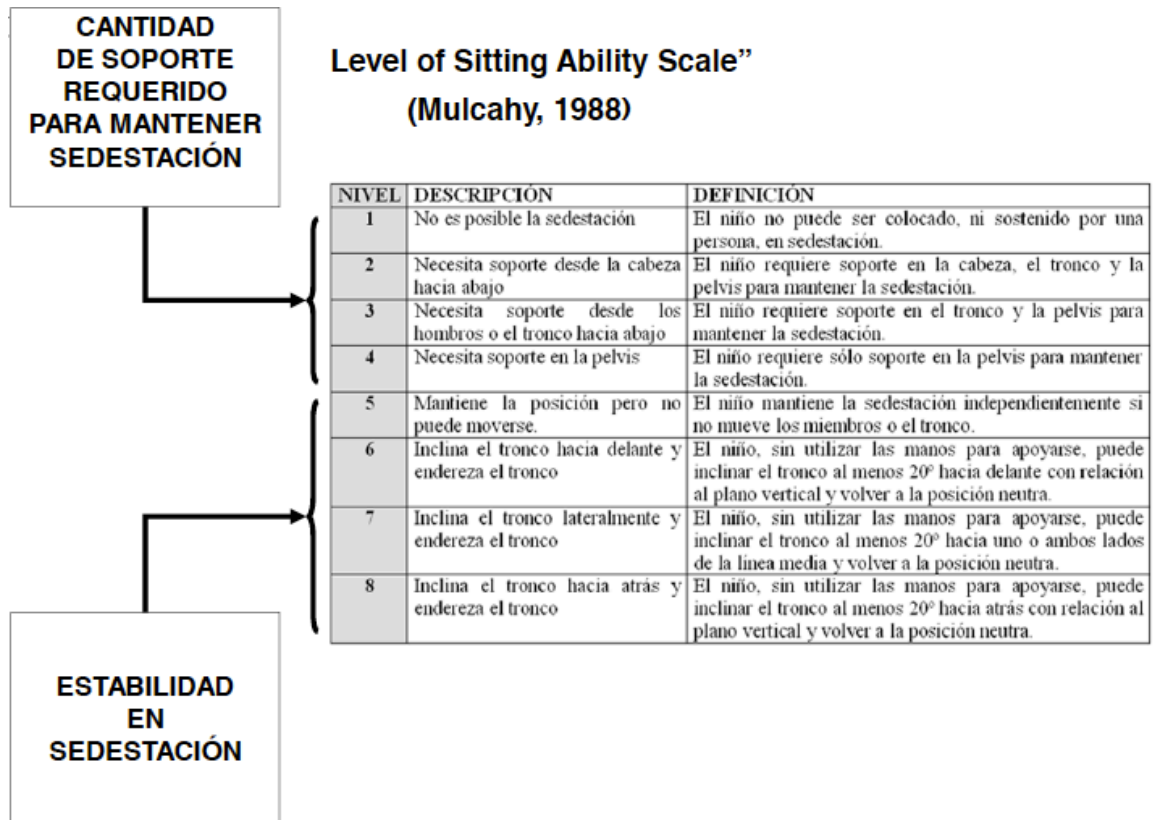 CANTIDAD
DE SOPORTE
REQUERIDO
PARA MANTENER
SEDESTACIÓN
Level of Sitting Ability Scale”
(Mulcahy, 1988)
NIVEL DESCRIPCIÓN DEFINICIÓN
1 No es posible la sedestación El niño no puede ser colocado, ni sostenido por una
persona, en sedestación.
2 Necesita soporte desde la cabeza El niño requiere soporte en la cabeza, el tronco y la
hacia abajo pelvis para mantener la sedestación.
3 Necesita soporte desde los El niño requiere soporte en el tronco y la pelvis para
hombros o el tronco hacia abajo mantener la sedestación.
4 Necesita soporte en la pelvis El niño requiere sólo soporte en la pelvis para mantener
la sedestación.
5 Mantiene la posición pero no El niño mantiene la sedestación independientemente si
puede moverse. no mueve los miembros o el tronco.
6 Inclina el tronco hacia delante y El niño, sin utilizar las manos para apoyarse, puede
endereza el tronco inclinar el tronco al menos 20º hacia delante con relación
al plano vertical y volver a la posición neutra.
7 Inclina el tronco lateralmente y El niño, sin utilizar las manos para apoyarse, puede
endereza el tronco inclinar el tronco al menos 20º hacia uno o ambos lados
de la linea media y volver a la posición neutra.
8 Inclina el tronco hacia atrás y El niño, sin utilizar las manos para apoyarse, puede
endereza el tronco inclinar el tronco al menos 20º hacia atrás con relación al
plano vertical y volver a la posición neutra.
ESTABILIDAD
EN
SEDESTACIÓN